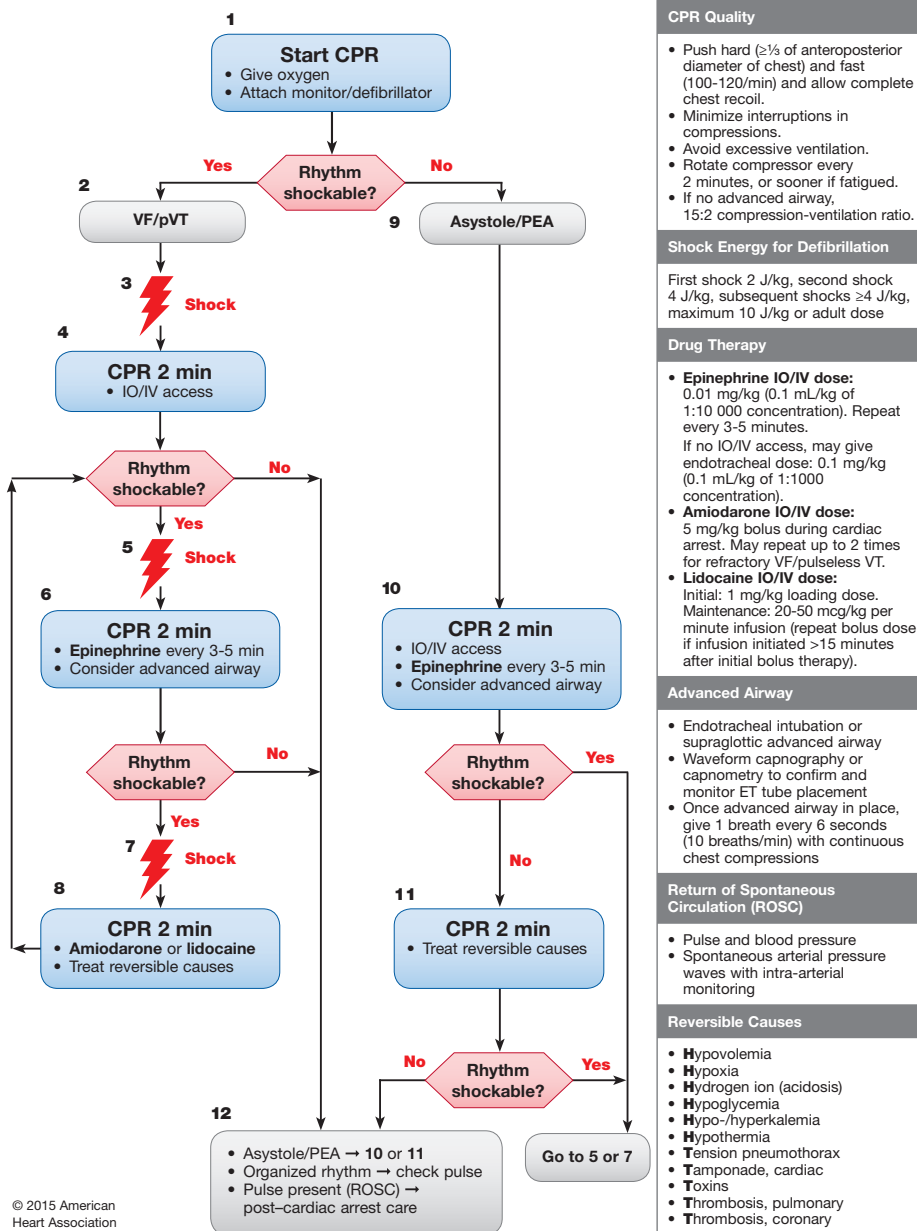 1
Start CPR
• Give oxygen
• Attach monitor/defibrillator
Yes
Rhythm
shockable?
No
2
VF/pVT
9
Asystole/PEA
3
Shock
4
CPR 2 min
• IO/IV access
Rhythm
shockable?
No
Yes
5
Shock
6
CPR 2 min
• Epinephrine every 3-5 min
• Consider advanced airway
Rhythm
shockable?
No
Yes
7
Shock
8
CPR 2 min
• Amiodarone or lidocaine
• Treat reversible causes
10
CPR 2 min
• IO/IV access
• Epinephrine every 3-5 min
• Consider advanced airway
Rhythm
shockable?
Yes
No
11
CPR 2 min
• Treat reversible causes
No
Rhythm
shockable?
Yes
12
• Asystole/PEA → 10 or 11
• Organized rhythm → check pulse
• Pulse present (ROSC) →
post–cardiac arrest care
Go to 5 or 7
© 2015 American
Heart Association
CPR Quality
• Push hard (≥⅓ of anteroposterior
diameter of chest) and fast
(100-120/min) and allow complete
chest recoil.
• Minimize interruptions in
compressions.
• Avoid excessive ventilation.
• Rotate compressor every
2 minutes, or sooner if fatigued.
• If no advanced airway,
15:2 compression-ventilation ratio.
Shock Energy for Defibrillation
First shock 2 J/kg, second shock
4 J/kg, subsequent shocks ≥4 J/kg,
maximum 10 J/kg or adult dose
Drug Therapy
• Epinephrine IO/IV dose:
0.01 mg/kg (0.1 mL/kg of
1:10 000 concentration). Repeat
every 3-5 minutes.
If no IO/IV access, may give
endotracheal dose: 0.1 mg/kg
(0.1 mL/kg of 1:1000
concentration).
• Amiodarone IO/IV dose:
5 mg/kg bolus during cardiac
arrest. May repeat up to 2 times
for refractory VF/pulseless VT.
• Lidocaine IO/IV dose:
Initial: 1 mg/kg loading dose.
Maintenance: 20-50 mcg/kg per
minute infusion (repeat bolus dose
if infusion initiated >15 minutes
after initial bolus therapy).
Advanced Airway
• Endotracheal intubation or
supraglottic advanced airway
• Waveform capnography or
capnometry to confirm and
monitor ET tube placement
• Once advanced airway in place,
give 1 breath every 6 seconds
(10 breaths/min) with continuous
chest compressions
Return of Spontaneous
Circulation (ROSC)
• Pulse and blood pressure
• Spontaneous arterial pressure
waves with intra-arterial
monitoring
Reversible Causes
• Hypovolemia
• Hypoxia
• Hydrogen ion (acidosis)
• Hypoglycemia
• Hypo-/hyperkalemia
• Hypothermia
• Tension pneumothorax
• Tamponade, cardiac
• Toxins
• Thrombosis, pulmonary
• Thrombosis, coronary